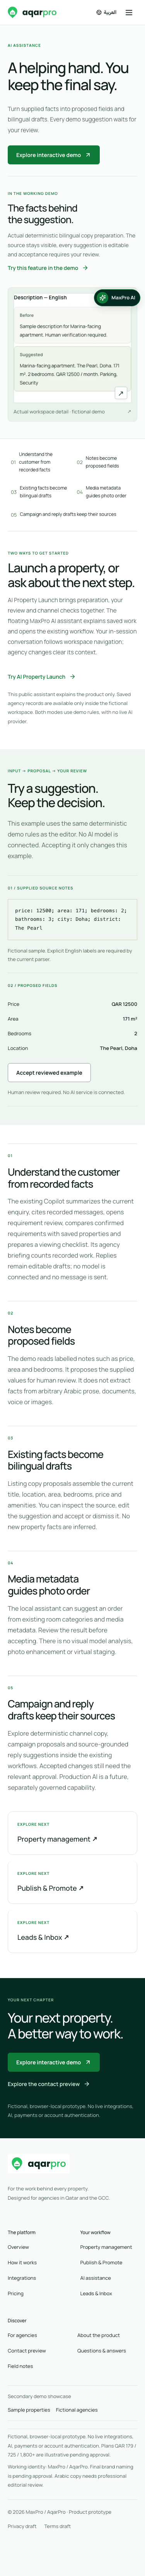 aqarpro
العربية
AI ASSISTANCE
A helping hand. You
keep the final say.
Turn supplied facts into proposed fields and
bilingual drafts. Every demo suggestion waits for
your review.
Explore interactive demo ↗
IN THE WORKING DEMO
The facts behind
the suggestion.
Actual deterministic bilingual copy preparation. The
source stays visible, every suggestion is editable
and acceptance requires your review.
Try this feature in the demo →
Description — English
MaxPro AI
Before
Sample description for Marina-facing
apartment. Human verification required.
Suggested
Marina-facing apartment. The Pearl, Doha. 171
m². 2 bedrooms. QAR 12500 / month. Parking,
Security
↗
Actual workspace detail · Fictional demo ↗
01 Understand the
customer from
recorded facts
02 Notes become
proposed fields
03 Existing facts become
bilingual drafts
04 Media metadata
guides photo order
05 Campaign and reply drafts keep their sources
TWO WAYS TO GET STARTED
Launch a property, or
ask about the next step.
AI Property Launch brings preparation, your
review and channel checks together. The
floating MaxPro AI assistant explains saved work
and opens the existing workflow. Your in-session
conversation follows workspace navigation;
agency changes clear its context.
Try AI Property Launch →
This public assistant explains the product only. Saved
agency records are available only inside the fictional
workspace. Both modes use demo rules, with no live AI
provider.
INPUT → PROPOSAL → YOUR REVIEW
Try a suggestion.
Keep the decision.
This example uses the same deterministic
demo rules as the editor. No AI model is
connected. Accepting it only changes this
example.
01 / SUPPLIED SOURCE NOTES
price: 12500; area: 171; bedrooms: 2;
bathrooms: 3; city: Doha; district:
The Pearl
Fictional sample. Explicit English labels are required by
the current parser.
02 / PROPOSED FIELDS
Price QAR 12500
Area 171 m²
Bedrooms 2
Location The Pearl, Doha
Accept reviewed example
Human review required. No AI service is connected.
01
Understand the customer
from recorded facts
The existing Copilot summarizes the current
enquiry, cites recorded messages, opens
requirement review, compares confirmed
requirements with saved properties and
prepares a viewing checklist. Its agency
briefing counts recorded work. Replies
remain editable drafts; no model is
connected and no message is sent.
02
Notes become
proposed fields
The demo reads labelled notes such as price,
area and bedrooms. It proposes the supplied
values for human review. It does not extract
facts from arbitrary Arabic prose, documents,
voice or images.
03
Existing facts become
bilingual drafts
Listing copy proposals assemble the current
title, location, area, bedrooms, price and
amenities. You can inspect the source, edit
the suggestion and accept or dismiss it. No
new property facts are inferred.
04
Media metadata
guides photo order
The local assistant can suggest an order
from existing room categories and media
metadata. Review the result before
accepting. There is no visual model analysis,
photo enhancement or virtual staging.
05
Campaign and reply
drafts keep their sources
Explore deterministic channel copy,
campaign proposals and source-grounded
reply suggestions inside the existing
workflows. Accepted changes still need the
relevant approval. Production AI is a future,
separately governed capability.
EXPLORE NEXT
Property management ↗
EXPLORE NEXT
Publish & Promote ↗
EXPLORE NEXT
Leads & Inbox ↗
YOUR NEXT CHAPTER
Your next property.
A better way to work.
Explore interactive demo ↗
Explore the contact preview →
Fictional, browser-local prototype. No live integrations,
AI, payments or account authentication.
aqarpro
For the work behind every property.
Designed for agencies in Qatar and the GCC.
The platform
Overview
How it works
Integrations
Pricing
Your workflow
Property management
Publish & Promote
AI assistance
Leads & Inbox
Discover
For agencies
Contact preview
Field notes
About the product
Questions & answers
Secondary demo showcase
Sample properties Fictional agencies
Fictional, browser-local prototype. No live integrations,
AI, payments or account authentication. Plans QAR 179 /
725 / 1,800+ are illustrative pending approval.
Working identity: MaxPro / AqarPro. Final brand naming
is pending approval. Arabic copy needs professional
editorial review.
© 2026 MaxPro / AqarPro · Product prototype
Privacy draft Terms draft